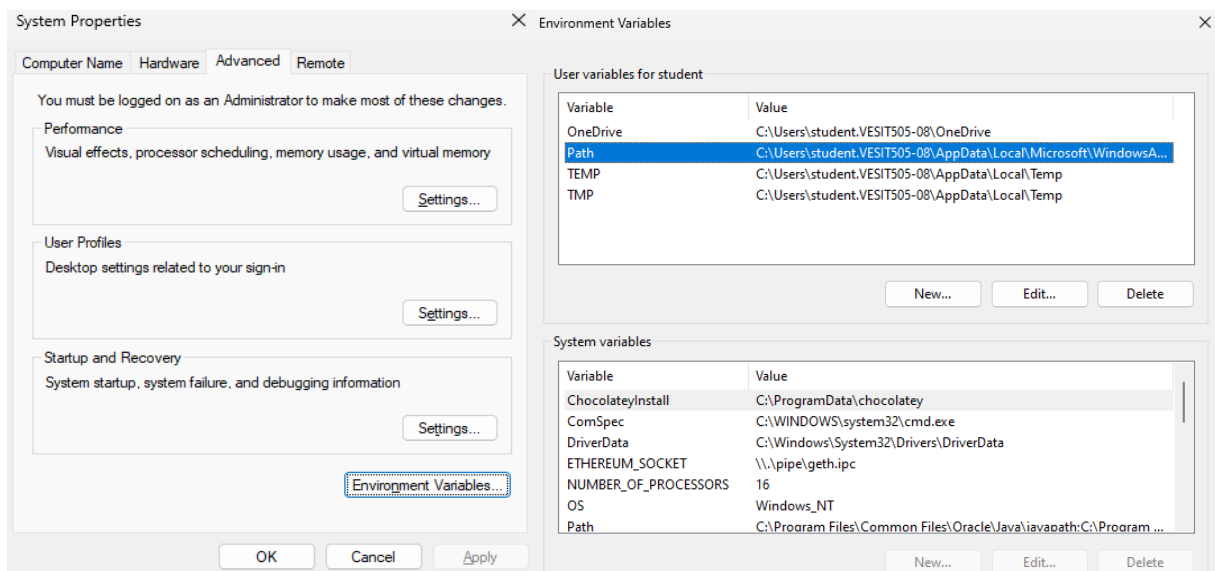 System Properties
Computer Name Hardware Advanced Remote
You must be logged on as an Administrator to make most of these changes.
Performance
Visual effects, processor scheduling, memory usage, and virtual memory
Settings...
User Profiles
Desktop settings related to your sign-in
Settings...
Startup and Recovery
System startup, system failure, and debugging information
Settings...
Environment Variables...
OK Cancel Apply
Environment Variables
User variables for student
Variable Value
OneDrive C:\Users\student.VESIT505-08\OneDrive
Path C:\Users\student.VESIT505-08\AppData\Local\Microsoft\WindowsA...
TEMP C:\Users\student.VESIT505-08\AppData\Local\Temp
TMP C:\Users\student.VESIT505-08\AppData\Local\Temp
New... Edit... Delete
System variables
Variable Value
ChocolateyInstall C:\ProgramData\chocolatey
ComSpec C:\WINDOWS\system32\cmd.exe
DriverData C:\Windows\System32\Drivers\DriverData
ETHEREUM_SOCKET \\.\pipe\geth.ipc
NUMBER_OF_PROCESSORS 16
OS Windows_NT
Path C:\Program Files\Common Files\Oracle\Java\javapath;C:\Program ...
New... Edit... Delete